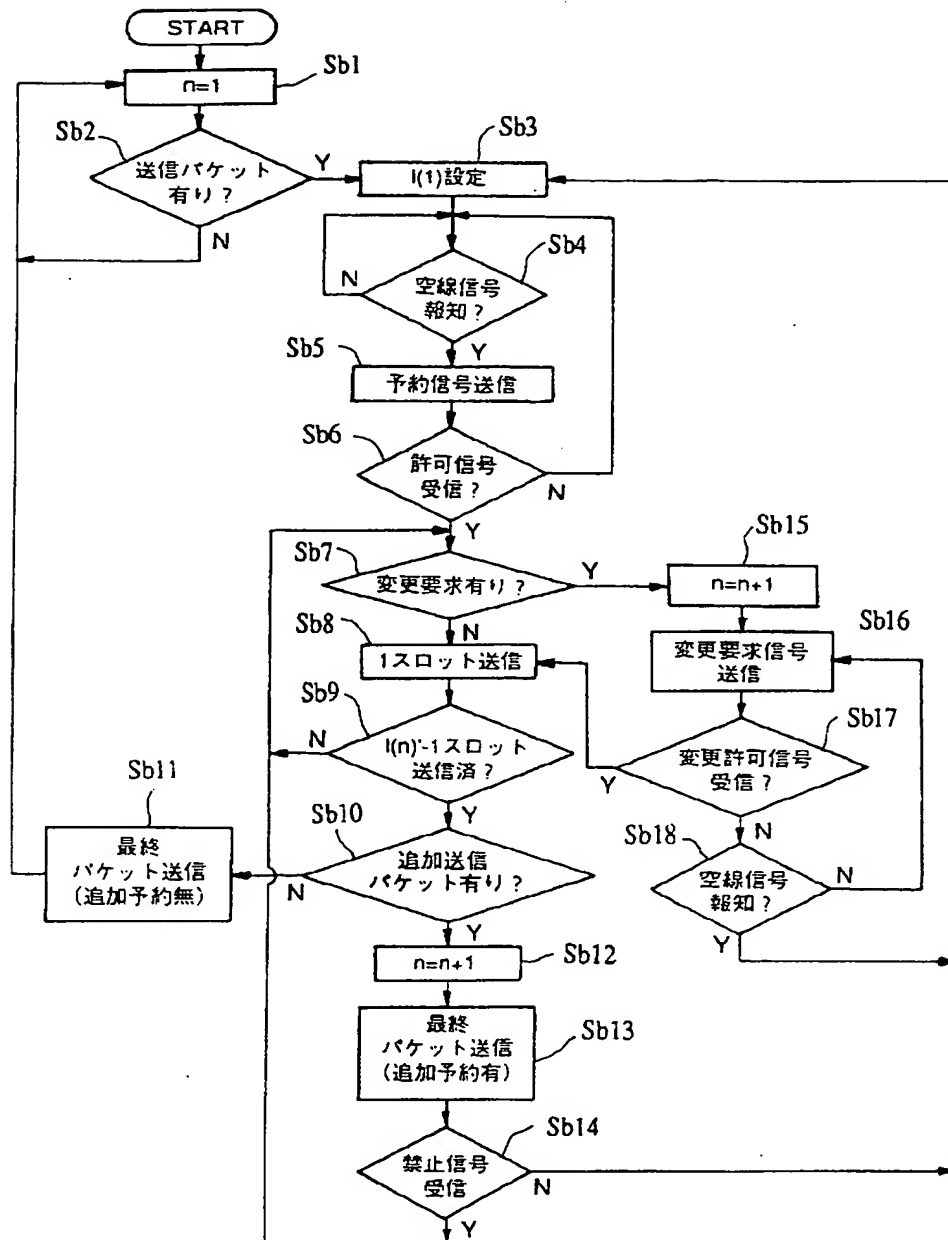 START
Sb1
n=1
Sb2
送信パケット
有り？
Y
N
Sb3
l(1)設定
Sb4
空線信号
報知？
N
Y
Sb5
予約信号送信
Sb6
許可信号
受信？
N
Y
Sb7
変更要求有り？
Y
N
Sb15
n=n+1
Sb8
1スロット送信
Sb16
変更要求信号
送信
Sb9
l(n)'-1スロット
送信済？
N
Y
Sb17
変更許可信号
受信？
Y
N
Sb11
最終
パケット送信
(追加予約無)
Sb10
追加送信
パケット有り？
N
Y
Sb18
空線信号
報知？
N
Y
Sb12
n=n+1
Sb13
最終
パケット送信
(追加予約有)
Sb14
禁止信号
受信
N
Y